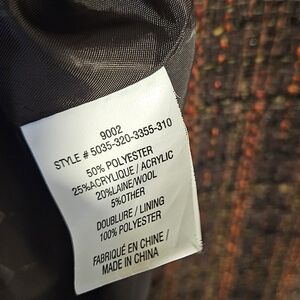 9002
STYLE # 5035-320-3355-310
50% POLYESTER
25%ACRYLIQUE / ACRYLIC
20%LAINE/WOOL
5%OTHER
DOUBLURE / LINING
100% POLYESTER
FABRIQUÉ EN CHINE /
MADE IN CHINA